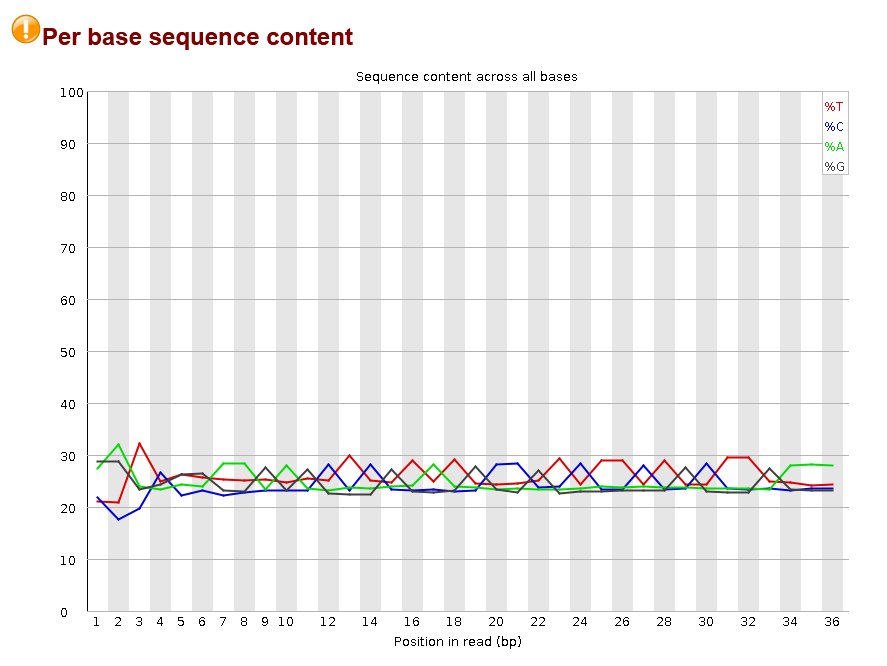 Per base sequence content
Sequence content across all bases
100
90
80
70
60
50
40
30
20
10
0
%T
%C
%A
%G
1 2 3 4 5 6 7 8 9 10 12 14 16 18 20 22 24 26 28 30 32 34 36
Position in read (bp)